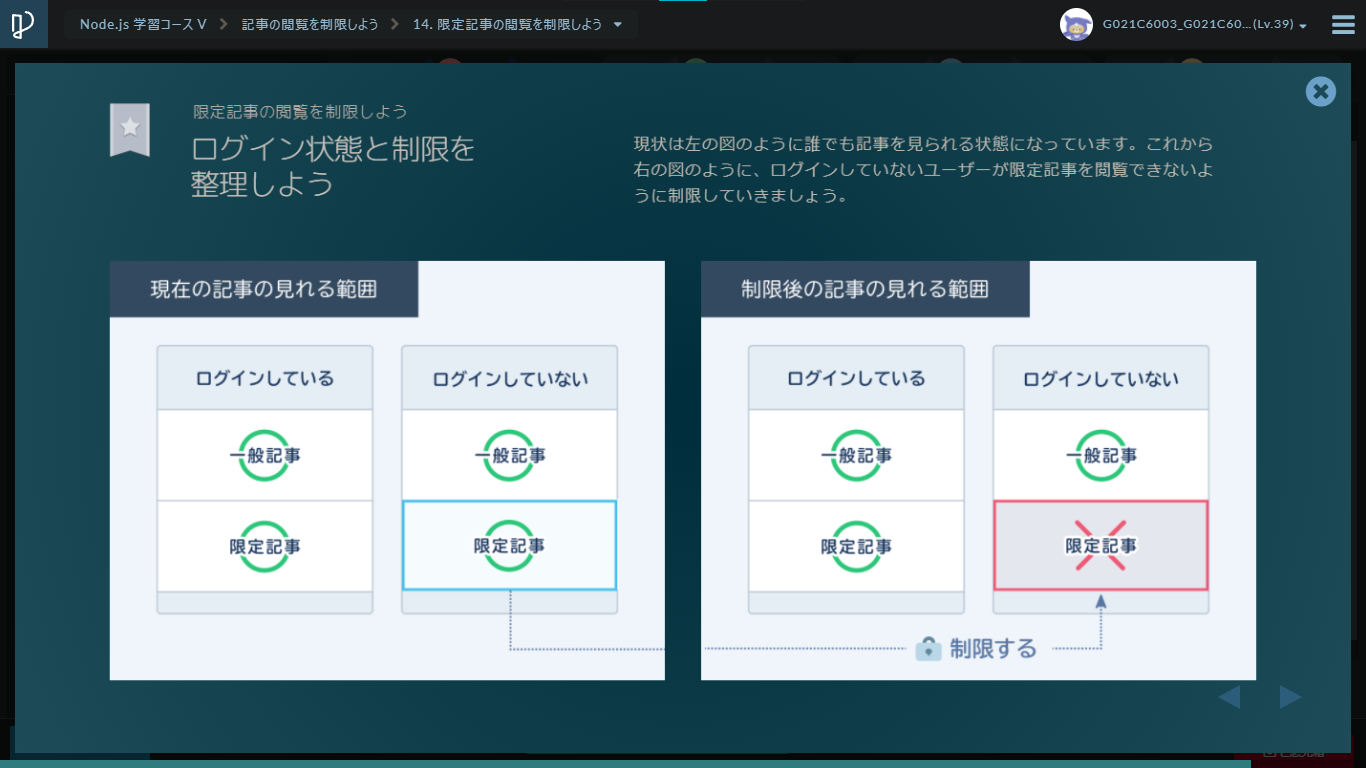 Node.js 学習コース V
記事の閲覧を制限しよう
14. 限定記事の閲覧を制限しよう
G021C6003_G021C60...(Lv.39)
限定記事の閲覧を制限しよう
ログイン状態と制限を
整理しよう
現状は左の図のように誰でも記事を見られる状態になっています。これから
右の図のように、ログインしていないユーザーが限定記事を閲覧できないよ
うに制限していきましょう。
現在の記事の見れる範囲
ログインしている
ログインしていない
一般記事
一般記事
限定記事
限定記事
制限後の記事の見れる範囲
ログインしている
ログインしていない
一般記事
一般記事
限定記事
限定記事
制限する